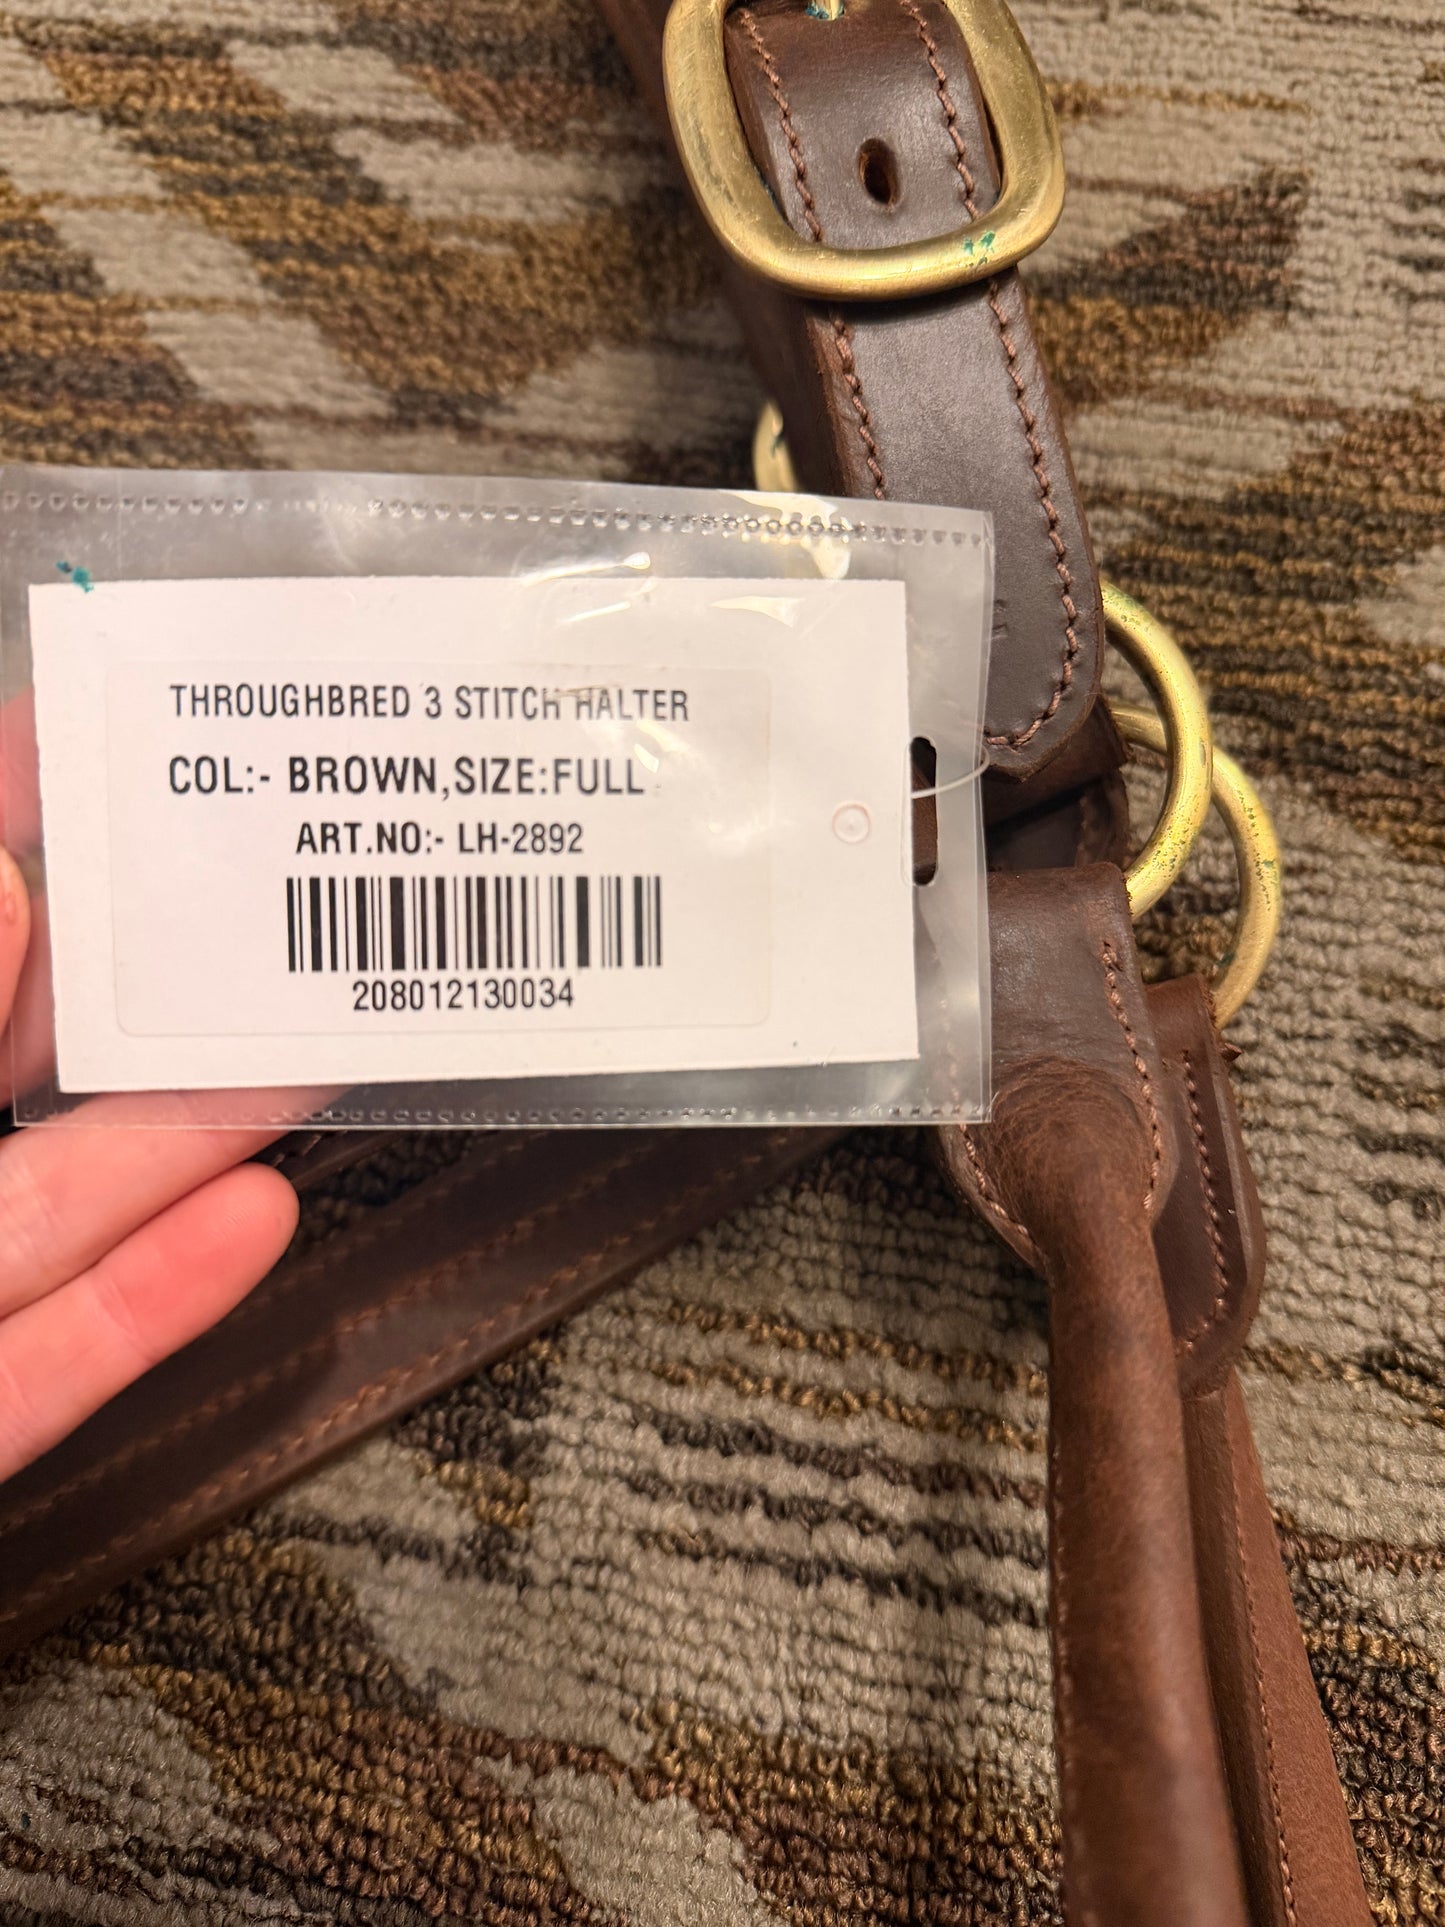 THROUGHBRED 3 STITCH HALTER
COL:- BROWN,SIZE:FULL
ART.NO:- LH-2892
208012130034